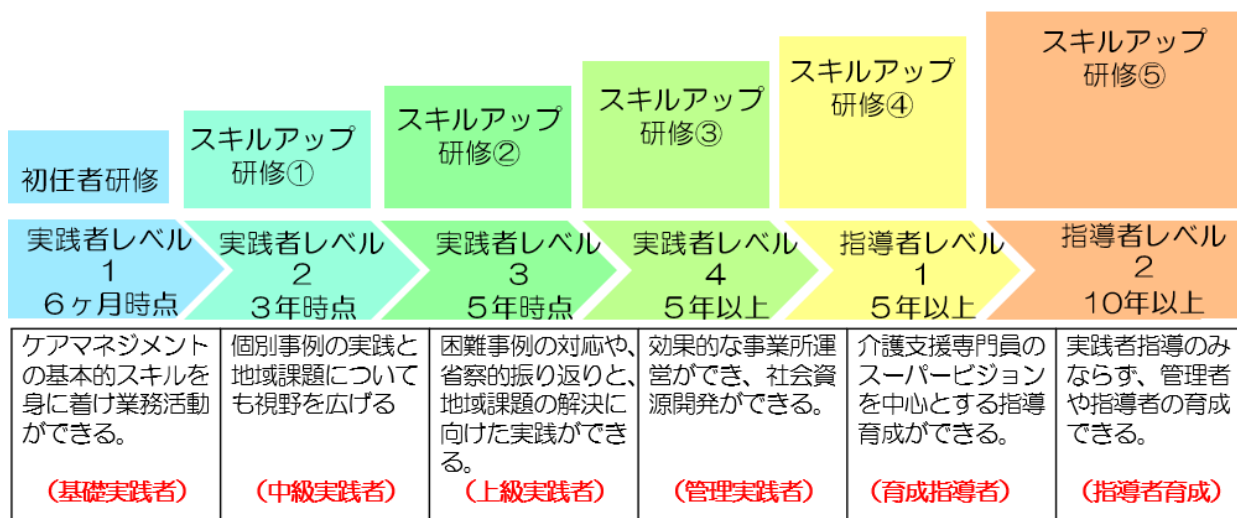 初任者研修
スキルアップ
研修①
スキルアップ
研修②
スキルアップ
研修③
スキルアップ
研修④
スキルアップ
研修⑤
実践者レベル
1
6ヶ月時点
実践者レベル
2
3年時点
実践者レベル
3
5年時点
実践者レベル
4
5年以上
指導者レベル
1
5年以上
指導者レベル
2
10年以上
ケアマネジメント
の基本的スキルを
身に着け業務活動
ができる。
(基礎実践者)
個別事例の実践と
地域課題について
も視野を広げる
(中級実践者)
困難事例の対応や、
省察的振り返りと、
地域課題の解決に
向けた実践ができ
る。
(上級実践者)
効果的な事業所運
営ができ、社会資
源開発ができる。
(管理実践者)
介護支援専門員の
スーパービジョン
を中心とする指導
育成ができる。
(育成指導者)
実践者指導のみ
ならず、管理者
や指導者の育成
できる。
(指導者育成)